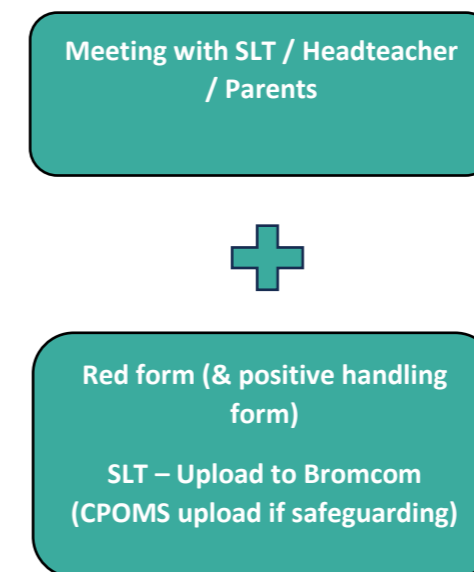 Meeting with SLT / Headteacher
/ Parents
Red form (& positive handling
form)
SLT – Upload to Bromcom
(CPOMS upload if safeguarding)